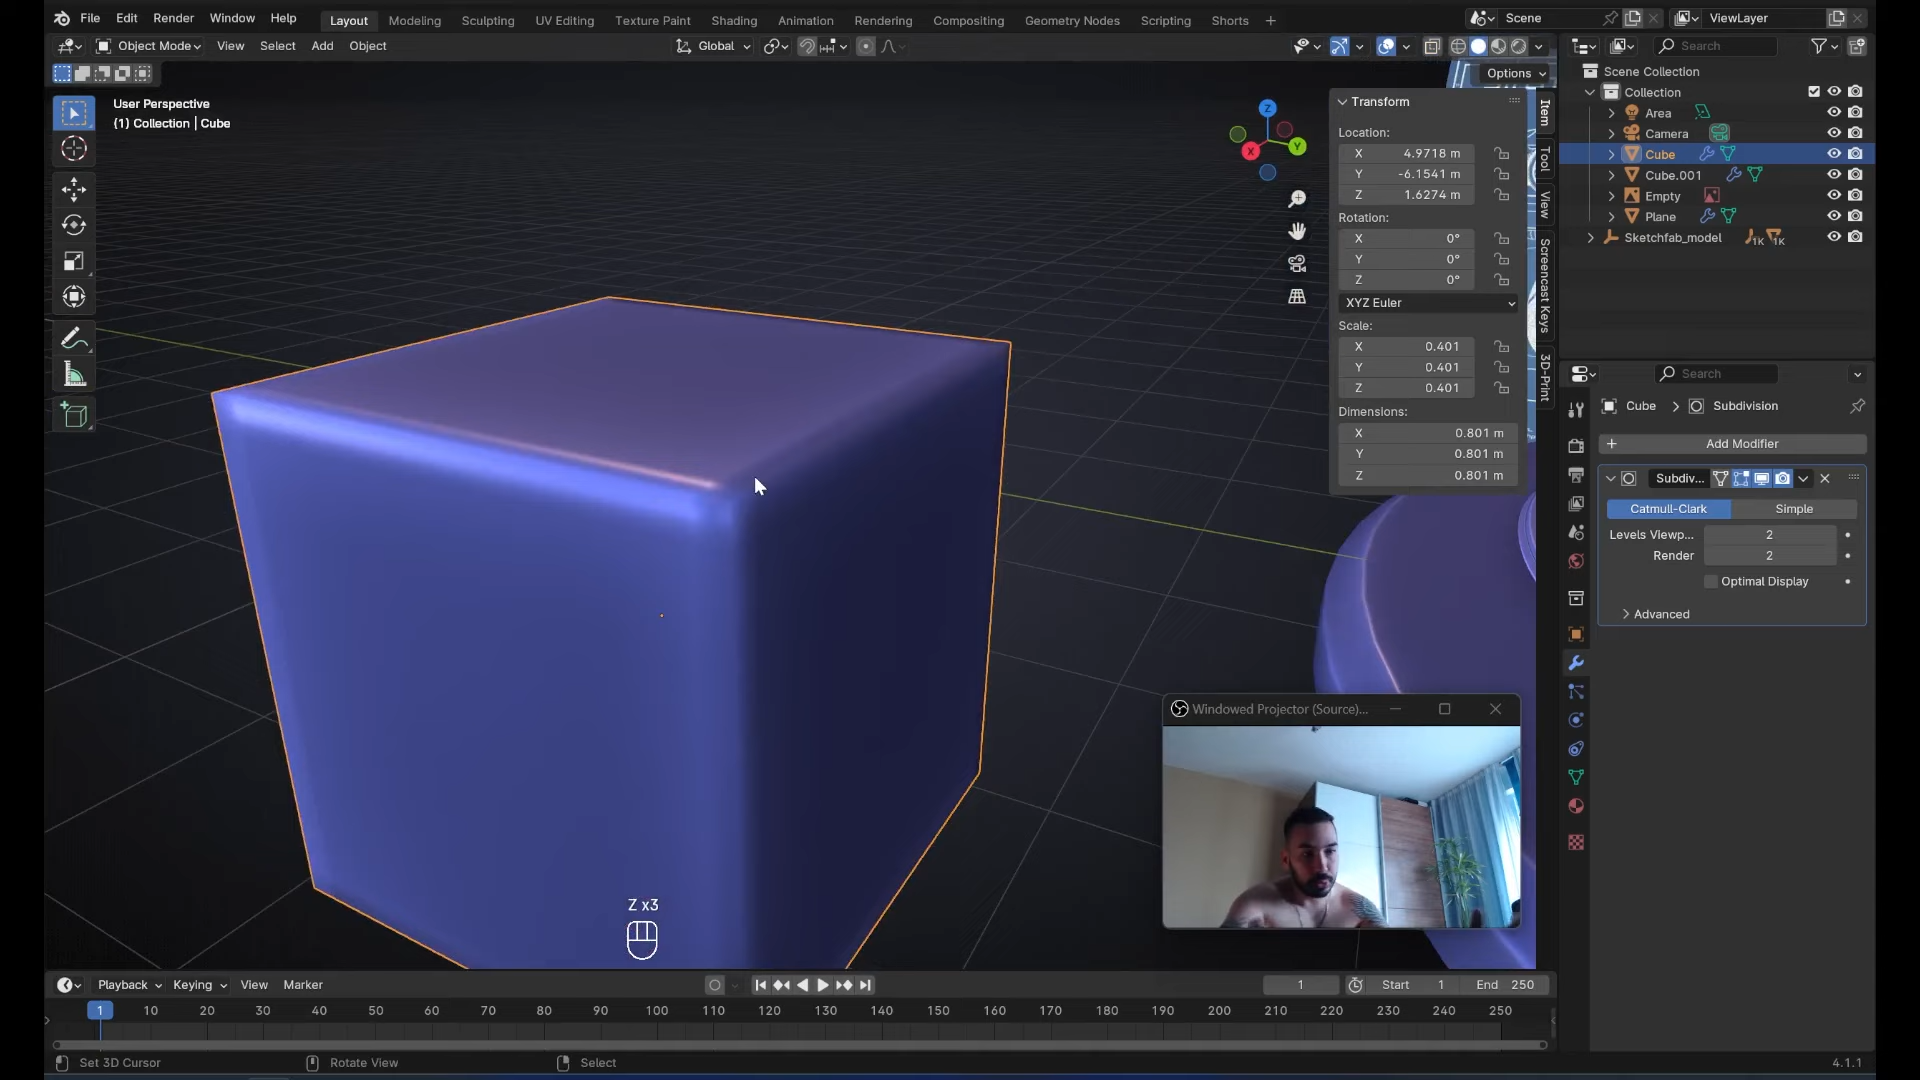 File Edit Render Window Help Layout Modeling Sculpting UV Editing Texture Paint Shading Animation Rendering Compositing Geometry Nodes Scripting Shorts + Scene ViewLayer
Object Mode View Select Add Object Global Search
Options
User Perspective
(1) Collection | Cube
Z
Y
X
Transform
Location:
X 4.9718 m
Y -6.1541 m
Z 1.6274 m
Rotation:
X 0°
Y 0°
Z 0°
XYZ Euler
Scale:
X 0.401
Y 0.401
Z 0.401
Dimensions:
X 0.801 m
Y 0.801 m
Z 0.801 m
Item
Tool
View
Screencast Keys
3D-Print
Scene Collection
Collection
Area
Camera
Cube
Cube.001
Empty
Plane
Sketchfab_model 1K 1K
Search
Cube > Subdivision
+ Add Modifier
Subdiv...
Catmull-Clark Simple
Levels Viewp... 2
Render 2
Optimal Display
Advanced
Windowed Projector (Source)...
Z x3
Playback Keying View Marker 1 Start 1 End 250
1 10 20 30 40 50 60 70 80 90 100 110 120 130 140 150 160 170 180 190 200 210 220 230 240 250
Set 3D Cursor Rotate View Select 4.1.1